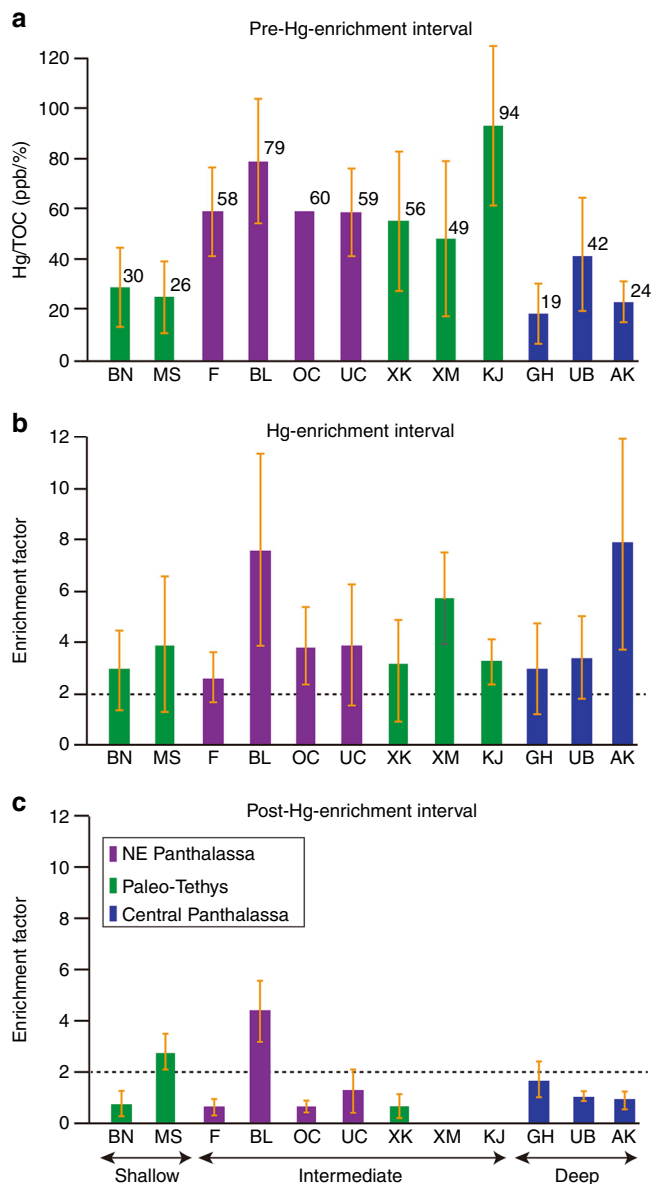 a
Pre-Hg-enrichment interval
Hg/TOC (ppb/%)
120
100
80
60
40
20
0
30
26
58
79
60
59
56
49
94
19
42
24
BN MS F BL OC UC XK XM KJ GH UB AK
b
Hg-enrichment interval
Enrichment factor
12
10
8
6
4
2
0
BN MS F BL OC UC XK XM KJ GH UB AK
c
Post-Hg-enrichment interval
Enrichment factor
12
10
8
6
4
2
0
NE Panthalassa
Paleo-Tethys
Central Panthalassa
BN MS F BL OC UC XK XM KJ GH UB AK
Shallow Intermediate Deep